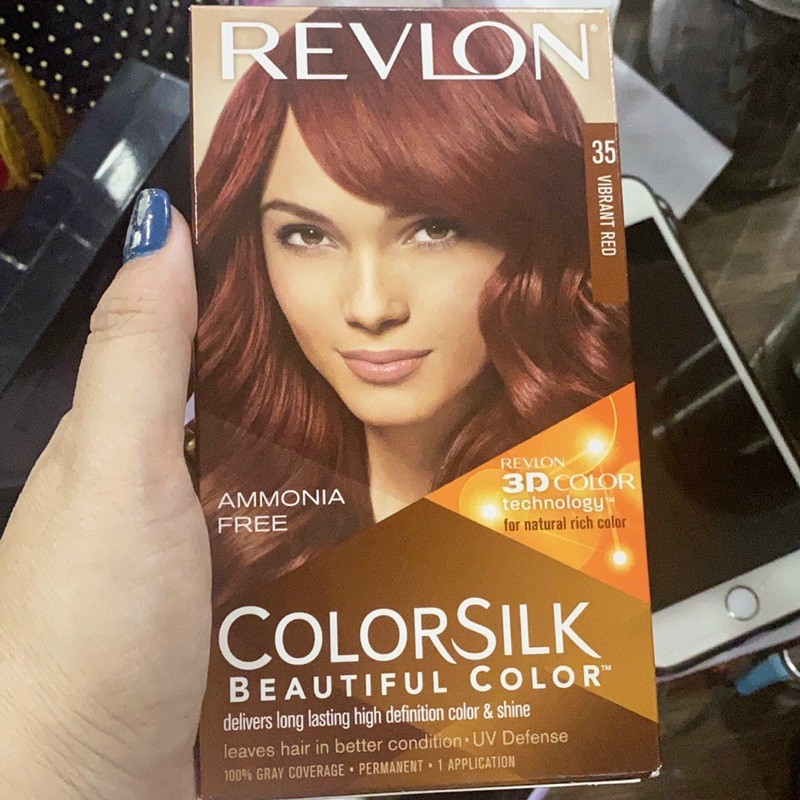 REVLON®
35 VIBRANT RED
AMMONIA
FREE
REVLON
3D COLOR
technology™
for natural rich color
COLORSILK
BEAUTIFUL COLOR™
delivers long lasting high definition color & shine
leaves hair in better condition • UV Defense
100% GRAY COVERAGE • PERMANENT • 1 APPLICATION